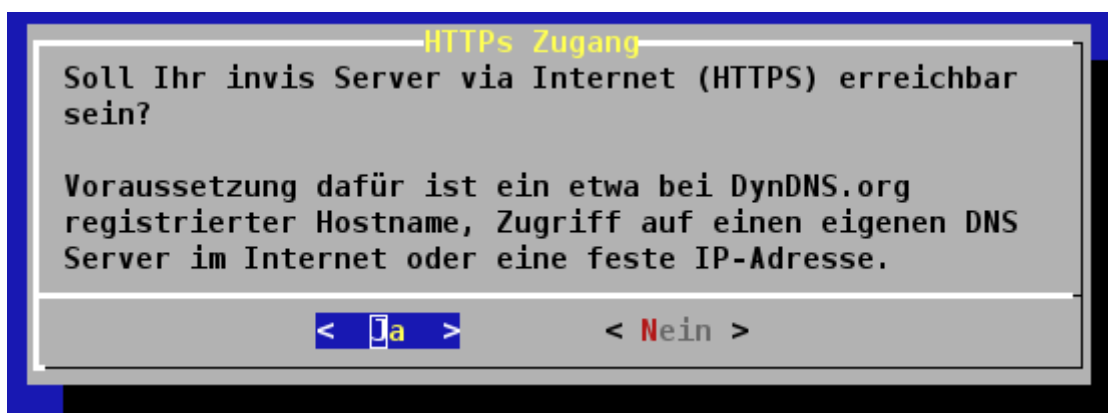 HTTPs Zugang
Soll Ihr invis Server via Internet (HTTPS) erreichbar
sein?
Voraussetzung dafür ist ein etwa bei DynDNS.org
registrierter Hostname, Zugriff auf einen eigenen DNS
Server im Internet oder eine feste IP-Adresse.
< Ja > < Nein >